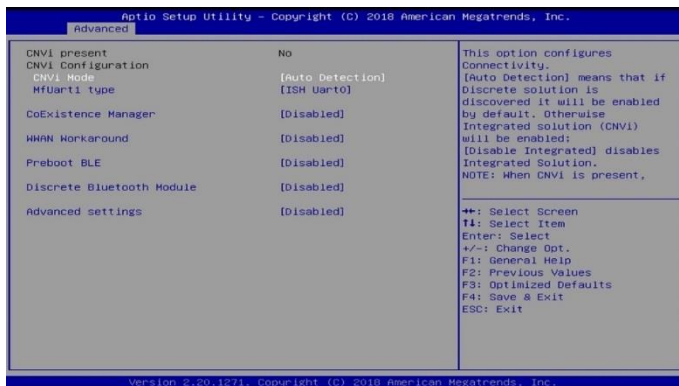 Aptio Setup Utility - Copyright (C) 2018 American Megatrends, Inc.
Advanced
CNVi present No
CNVi Configuration
CNVi Mode [Auto Detection]
MfUart1 type [ISH Uart0]
CoExistence Manager [Disabled]
WWAN Workaround [Disabled]
Preboot BLE [Disabled]
Discrete Bluetooth Module [Disabled]
Advanced settings [Disabled]
This option configures
Connectivity.
[Auto Detection] means that if
Discrete solution is
discovered it will be enabled
by default. Otherwise
Integrated solution (CNVi)
will be enabled;
[Disable Integrated] disables
Integrated Solution.
NOTE: When CNVi is present,
→←: Select Screen
↑↓: Select Item
Enter: Select
+/-: Change Opt.
F1: General Help
F2: Previous Values
F3: Optimized Defaults
F4: Save & Exit
ESC: Exit
Version 2.20.1271. Copyright (C) 2018 American Megatrends, Inc.